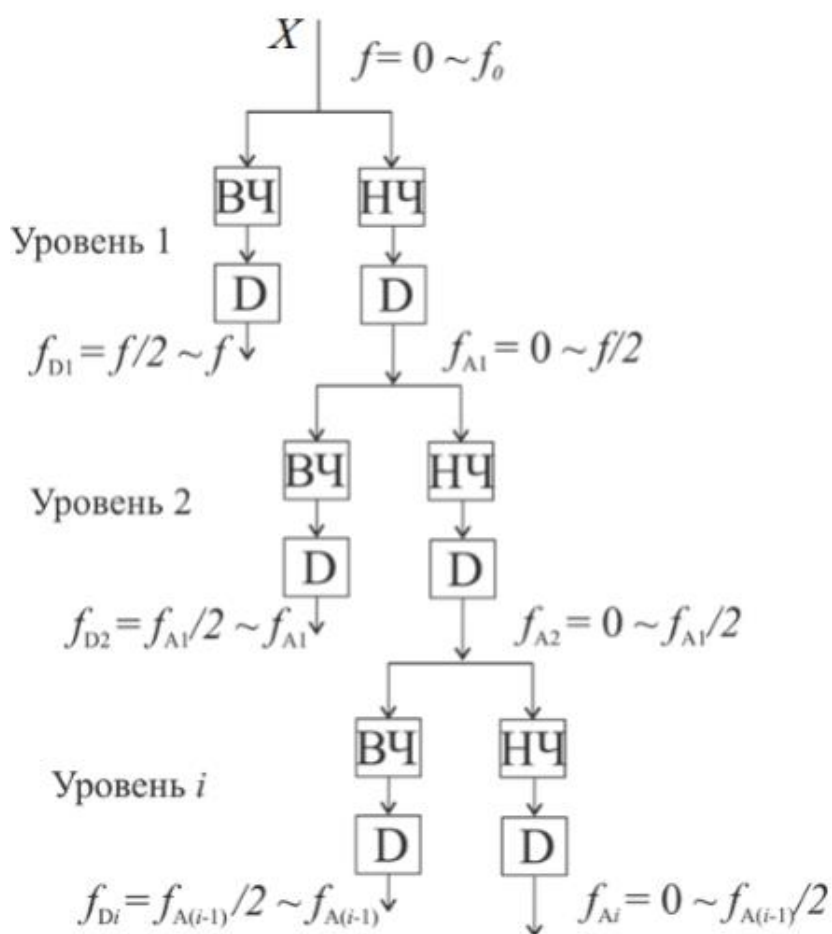 X
f = 0 ~ f₀
ВЧ НЧ
Уровень 1
D D
f_D1 = f/2 ~ f f_A1 = 0 ~ f/2
ВЧ НЧ
Уровень 2
D D
f_D2 = f_A1/2 ~ f_A1 f_A2 = 0 ~ f_A1/2
ВЧ НЧ
Уровень i
D D
f_Di = f_A(i-1)/2 ~ f_A(i-1) f_Ai = 0 ~ f_A(i-1)/2